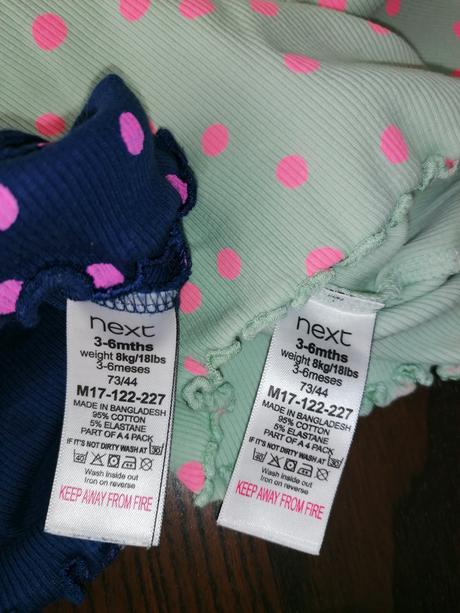 next
3-6mths
weight 8kg/18lbs
3-6meses
73/44
M17-122-227
MADE IN BANGLADESH
95% COTTON
5% ELASTANE
PART OF A 4 PACK
IF IT'S NOT DIRTY WASH AT 30
40
Wash inside out
Iron on reverse
KEEP AWAY FROM FIRE
next
3-6mths
weight 8kg/18lbs
3-6meses
73/44
M17-122-227
MADE IN BANGLADESH
95% COTTON
5% ELASTANE
PART OF A 4 PACK
IF IT'S NOT DIRTY WASH AT 30
40
Wash inside out
Iron on reverse
KEEP AWAY FROM FIRE